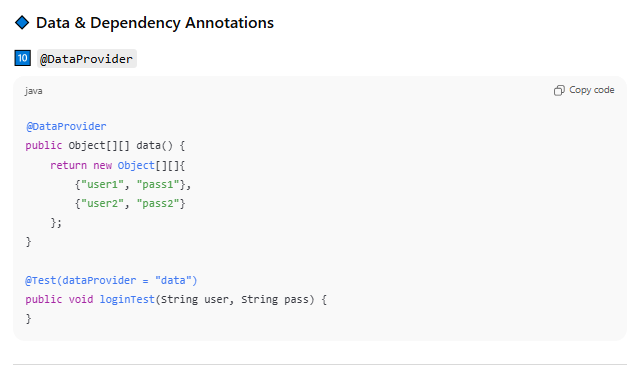 🔷 Data & Dependency Annotations
🔟 @DataProvider
java
Copy code
@DataProvider
public Object[][] data() {
    return new Object[][]{
        {"user1", "pass1"},
        {"user2", "pass2"}
    };
}

@Test(dataProvider = "data")
public void loginTest(String user, String pass) {
}